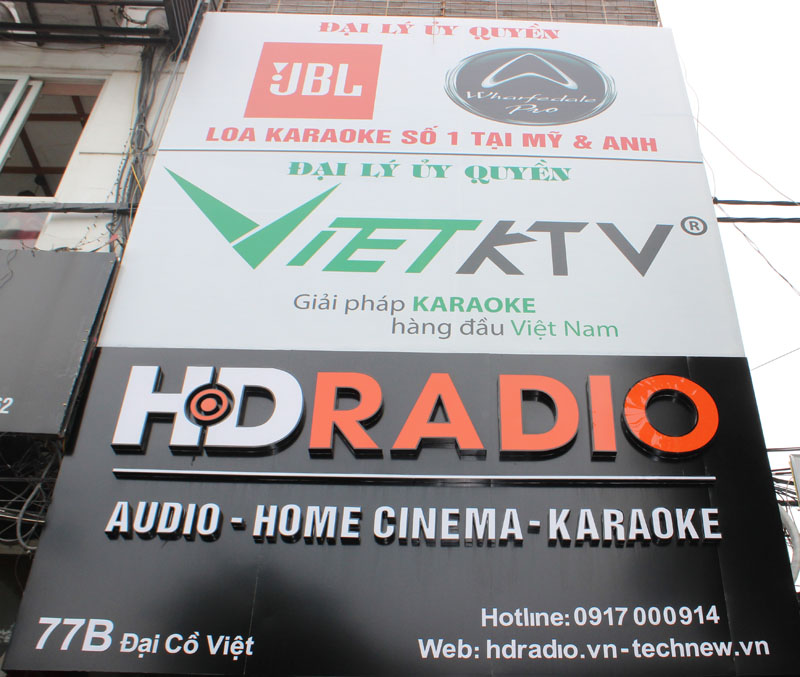 ĐẠI LÝ ỦY QUYỀN
JBL
Wharfedale
Pro
LOA KARAOKE SỐ 1 TẠI MỸ & ANH
ĐẠI LÝ ỦY QUYỀN
VIETKTV®
Giải pháp KARAOKE
hàng đầu Việt Nam
HDRADIO
AUDIO - HOME CINEMA - KARAOKE
77B Đại Cồ Việt
Hotline: 0917 000914
Web: hdradio.vn-technew.vn
52